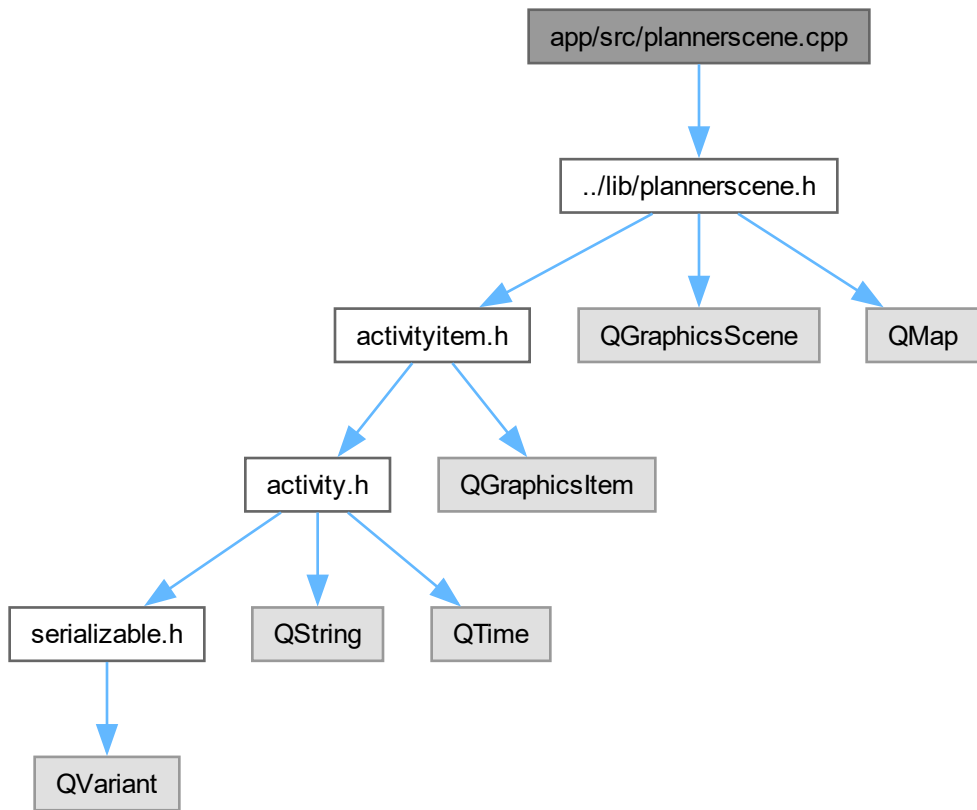 app/src/plannerscene.cpp
../lib/plannerscene.h
activityitem.h
QGraphicsScene
QMap
activity.h
QGraphicsItem
serializable.h
QString
QTime
QVariant